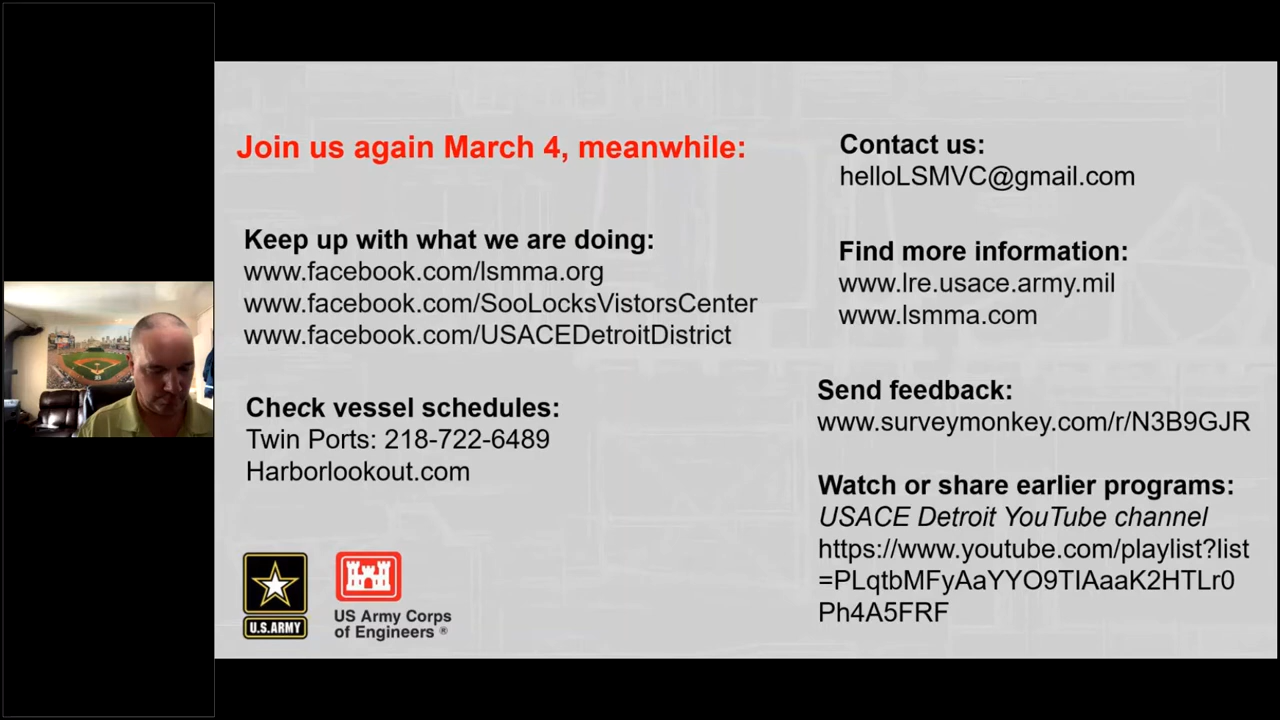 Join us again March 4, meanwhile:
Keep up with what we are doing:
www.facebook.com/lsmma.org
www.facebook.com/SooLocksVistorsCenter
www.facebook.com/USACEDetroitDistrict
Check vessel schedules:
Twin Ports: 218-722-6489
Harborlookout.com
U.S.ARMY
US Army Corps
of Engineers ®
Contact us:
helloLSMVC@gmail.com
Find more information:
www.lre.usace.army.mil
www.lsmma.com
Send feedback:
www.surveymonkey.com/r/N3B9GJR
Watch or share earlier programs:
USACE Detroit YouTube channel
https://www.youtube.com/playlist?list
=PLqtbMFyAaYYO9TIAaaK2HTLr0
Ph4A5FRF